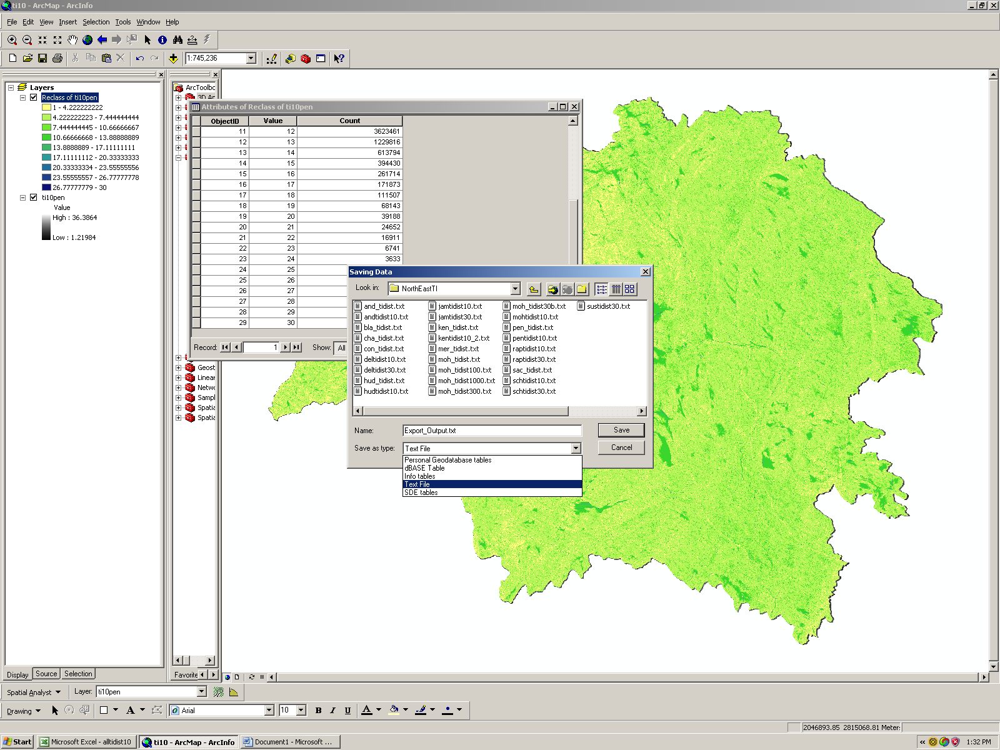 ti10 - ArcMap - ArcInfo
File Edit View Insert Selection Tools Window Help
1:745,236
Layers
Reclass of ti10pen
1 - 4.222222222
4.222222223 - 7.444444444
7.444444445 - 10.66666667
10.66666668 - 13.88888889
13.8888889 - 17.11111111
17.11111112 - 20.33333333
20.33333334 - 23.55555556
23.55555557 - 26.77777778
26.77777779 - 30
ti10pen
Value
High : 36.3864
Low : 1.21984
Display Source Selection
ArcToolbo
3D Ar
Geost
Linear
Netwo
Sampl
Spatia
Spatia
Favorite
Attributes of Reclass of ti10pen
ObjectID Value Count
11 12 3623461
12 13 1229816
13 14 613794
14 15 394430
15 16 261714
16 17 171873
17 18 111507
18 19 68143
19 20 39188
20 21 24652
21 22 16911
22 23 6741
23 24 3633
24 25
25 26
26 27
27 28
28 29
29 30
Record: 1 Show: All
Saving Data
Look in: NorthEastTI
and_tidist.txt jamtidist10.txt moh_tidist30b.txt sustidist30.txt
andtidist10.txt jamtidist30.txt mohtidist10.txt
bla_tidist.txt ken_tidist.txt pen_tidist.txt
cha_tidist.txt kentidist10_2.txt pentidist10.txt
con_tidist.txt mer_tidist.txt raptidist10.txt
deltidist10.txt moh_tidist.txt raptidist30.txt
deltidist30.txt moh_tidist100.txt sac_tidist.txt
hud_tidist.txt moh_tidist1000.txt schtidist10.txt
hudtidist10.txt moh_tidist300.txt schtidist30.txt
Name: Export_Output.txt Save
Save as type: Text File Cancel
Personal Geodatabase tables
dBASE Table
Info tables
Text File
SDE tables
Spatial Analyst Layer: ti10pen
Drawing A Arial 10 B I U A
2046893.85 2815068.81 Meters
Start Microsoft Excel - alltidist10 ti10 - ArcMap - ArcInfo Document1 - Microsoft ... « 1:32 PM